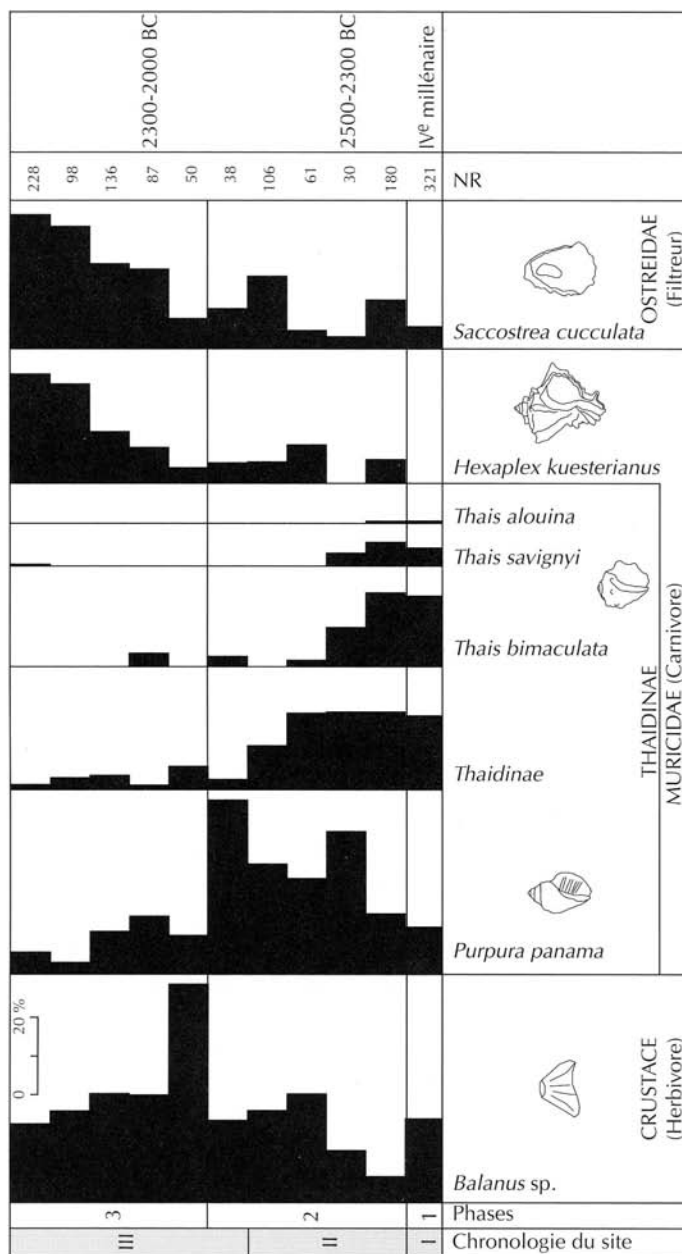 2300-2000 BC
2500-2300 BC
IVe millénaire
228
98
136
87
50
38
106
61
30
180
321
NR
Saccostrea cucculata
OSTREIDAE
(Filtreur)
Hexaplex kuesterianus
Thais alouina
Thais savignyi
Thais bimaculata
Thaidinae
Purpura panama
THAIDINAE
MURICIDAE (Carnivore)
20 %
0
Balanus sp.
CRUSTACE
(Herbivore)
3
2
1
Phases
III
II
I
Chronologie du site